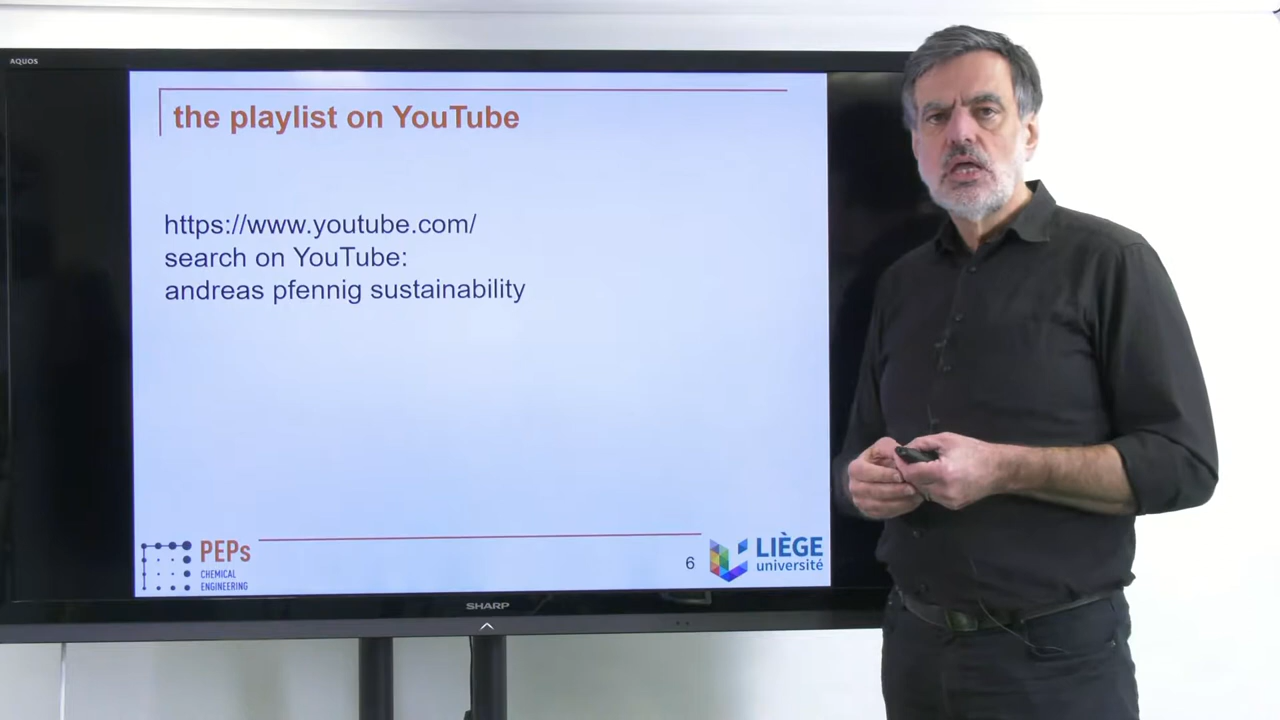 AQUOS
the playlist on YouTube
https://www.youtube.com/
search on YouTube:
andreas pfennig sustainability
PEPs
CHEMICAL
ENGINEERING
6
LIÈGE
université
SHARP